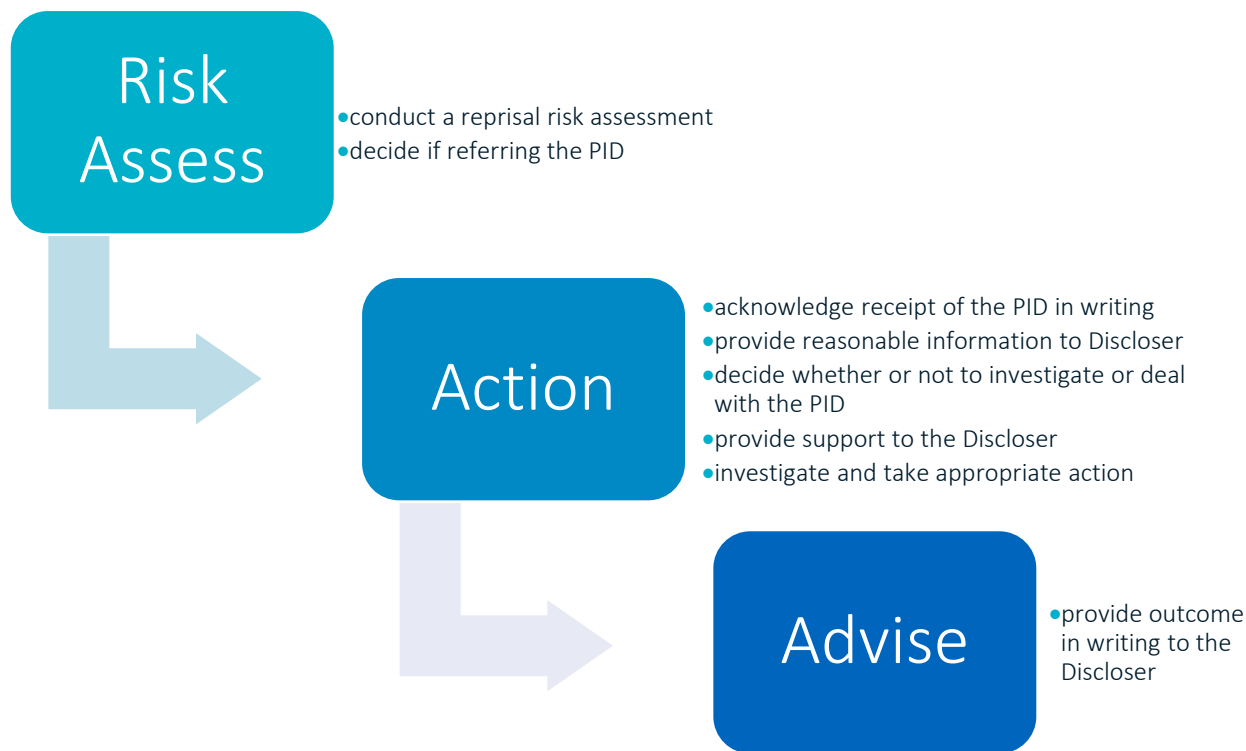 Risk
Assess
•conduct a reprisal risk assessment
•decide if referring the PID
Action
•acknowledge receipt of the PID in writing
•provide reasonable information to Discloser
•decide whether or not to investigate or deal
with the PID
•provide support to the Discloser
•investigate and take appropriate action
Advise
•provide outcome
in writing to the
Discloser